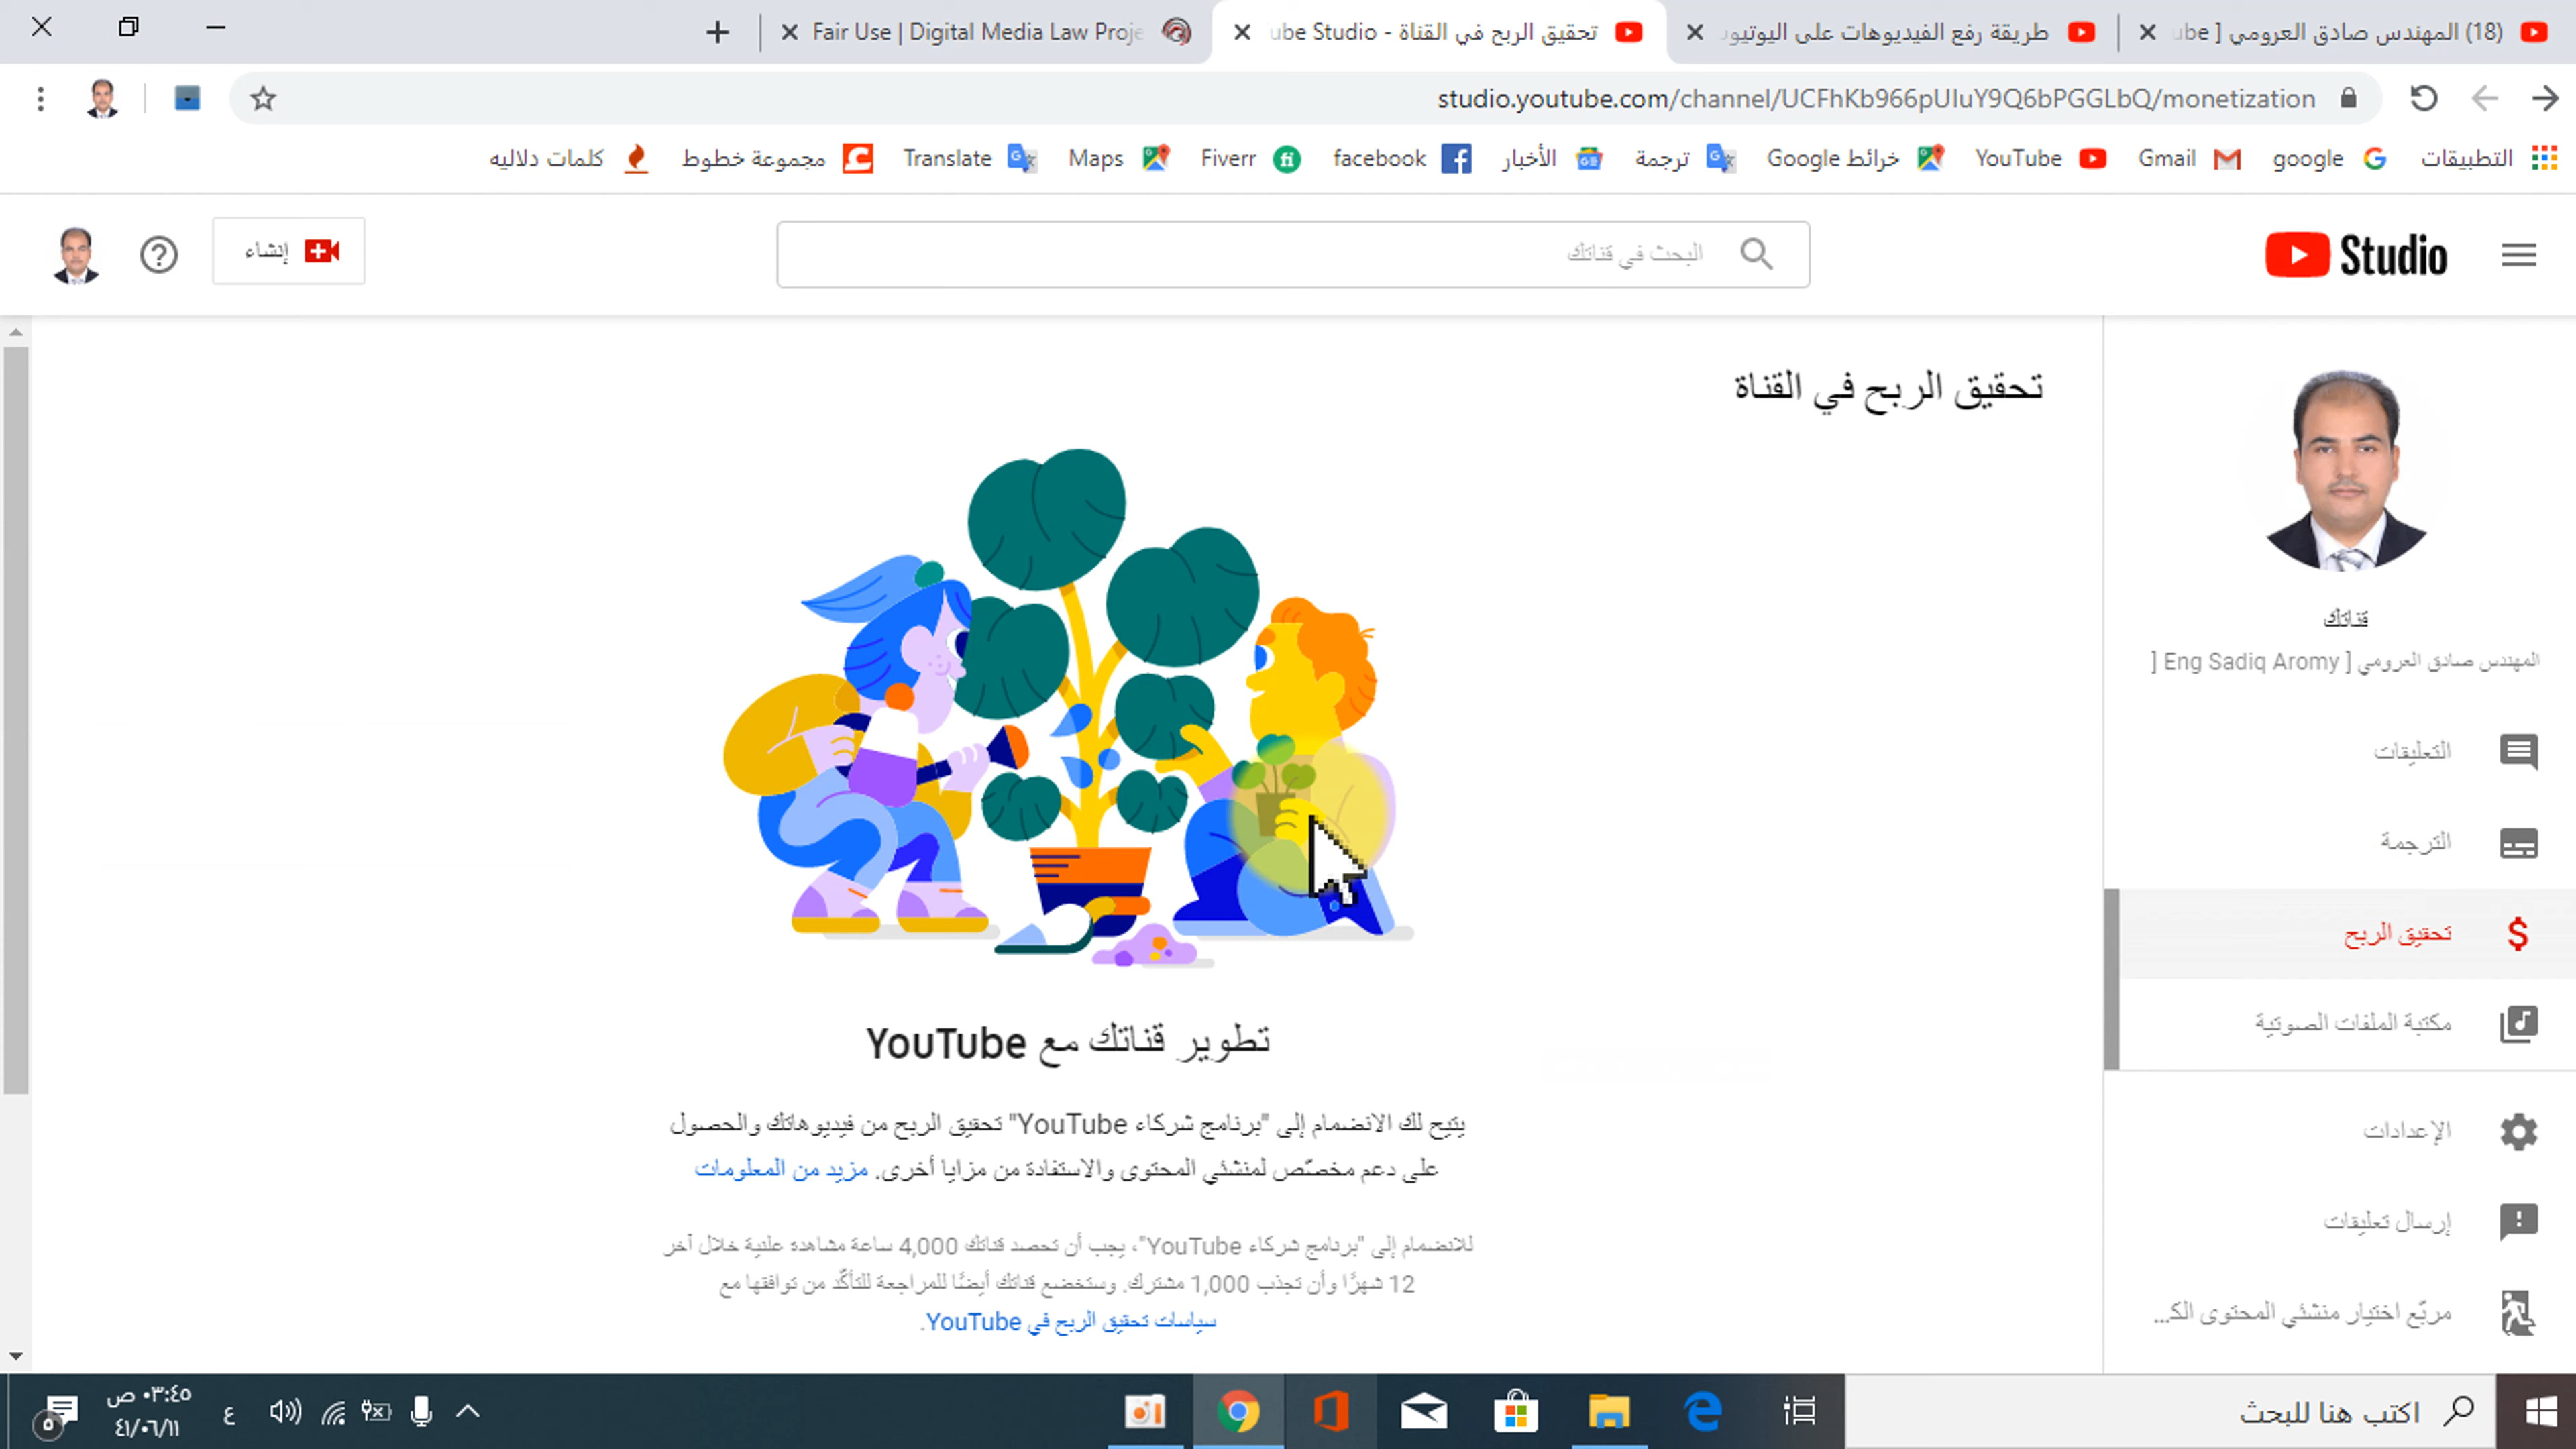 (18) المهندس صادق العرومي [ ube
طريقة رفع الفيديوهات على اليوتيوب
تحقيق الربح في القناة - ube Studio
Fair Use | Digital Media Law Proje
studio.youtube.com/channel/UCFhKb966pUIuY9Q6bPGGLbQ/monetization
التطبيقات
google
Gmail
YouTube
خرائط Google
ترجمة
الأخبار
facebook
Fiverr
Maps
Translate
مجموعة خطوط
كلمات دلاليه
Studio
البحث في قناتك
إنشاء
تحقيق الربح في القناة
قناتك
المهندس صادق العرومي [ Eng Sadiq Aromy ]
التعليقات
الترجمة
تحقيق الربح
مكتبة الملفات الصوتية
الإعدادات
إرسال تعليقات
مربّع اختيار منشئي المحتوى الكـ...
تطوير قناتك مع YouTube
يتيح لك الانضمام إلى "برنامج شركاء YouTube" تحقيق الربح من فيديوهاتك والحصول
على دعم مخصّص لمنشئي المحتوى والاستفادة من مزايا أخرى. مزيد من المعلومات
للانضمام إلى "برنامج شركاء YouTube"، يجب أن تحصد قناتك 4,000 ساعة مشاهدة علنية خلال آخر
12 شهرًا وأن تجذب 1,000 مشترك. وستخضع قناتك أيضًا للمراجعة للتأكّد من توافقها مع
سياسات تحقيق الربح في YouTube.
اكتب هنا للبحث
ع
٠٣:٤٥ ص
٤١/٠٦/١١
٥